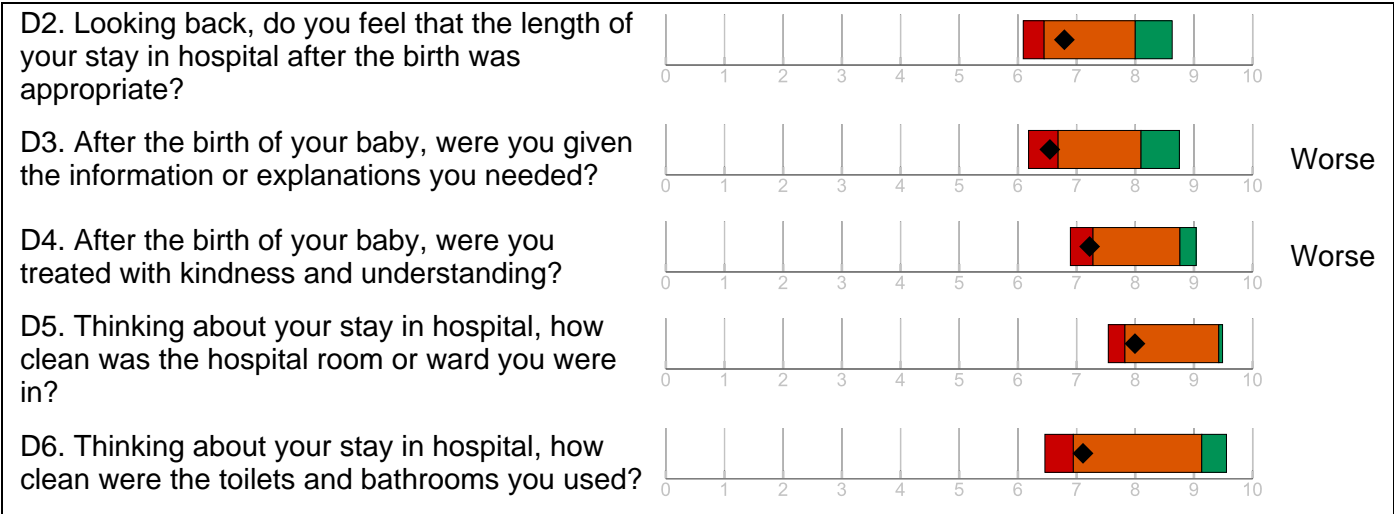 D2. Looking back, do you feel that the length of
your stay in hospital after the birth was
appropriate?
0 1 2 3 4 5 6 7 8 9 10
D3. After the birth of your baby, were you given
the information or explanations you needed?
0 1 2 3 4 5 6 7 8 9 10
Worse
D4. After the birth of your baby, were you
treated with kindness and understanding?
0 1 2 3 4 5 6 7 8 9 10
Worse
D5. Thinking about your stay in hospital, how
clean was the hospital room or ward you were
in?
0 1 2 3 4 5 6 7 8 9 10
D6. Thinking about your stay in hospital, how
clean were the toilets and bathrooms you used?
0 1 2 3 4 5 6 7 8 9 10